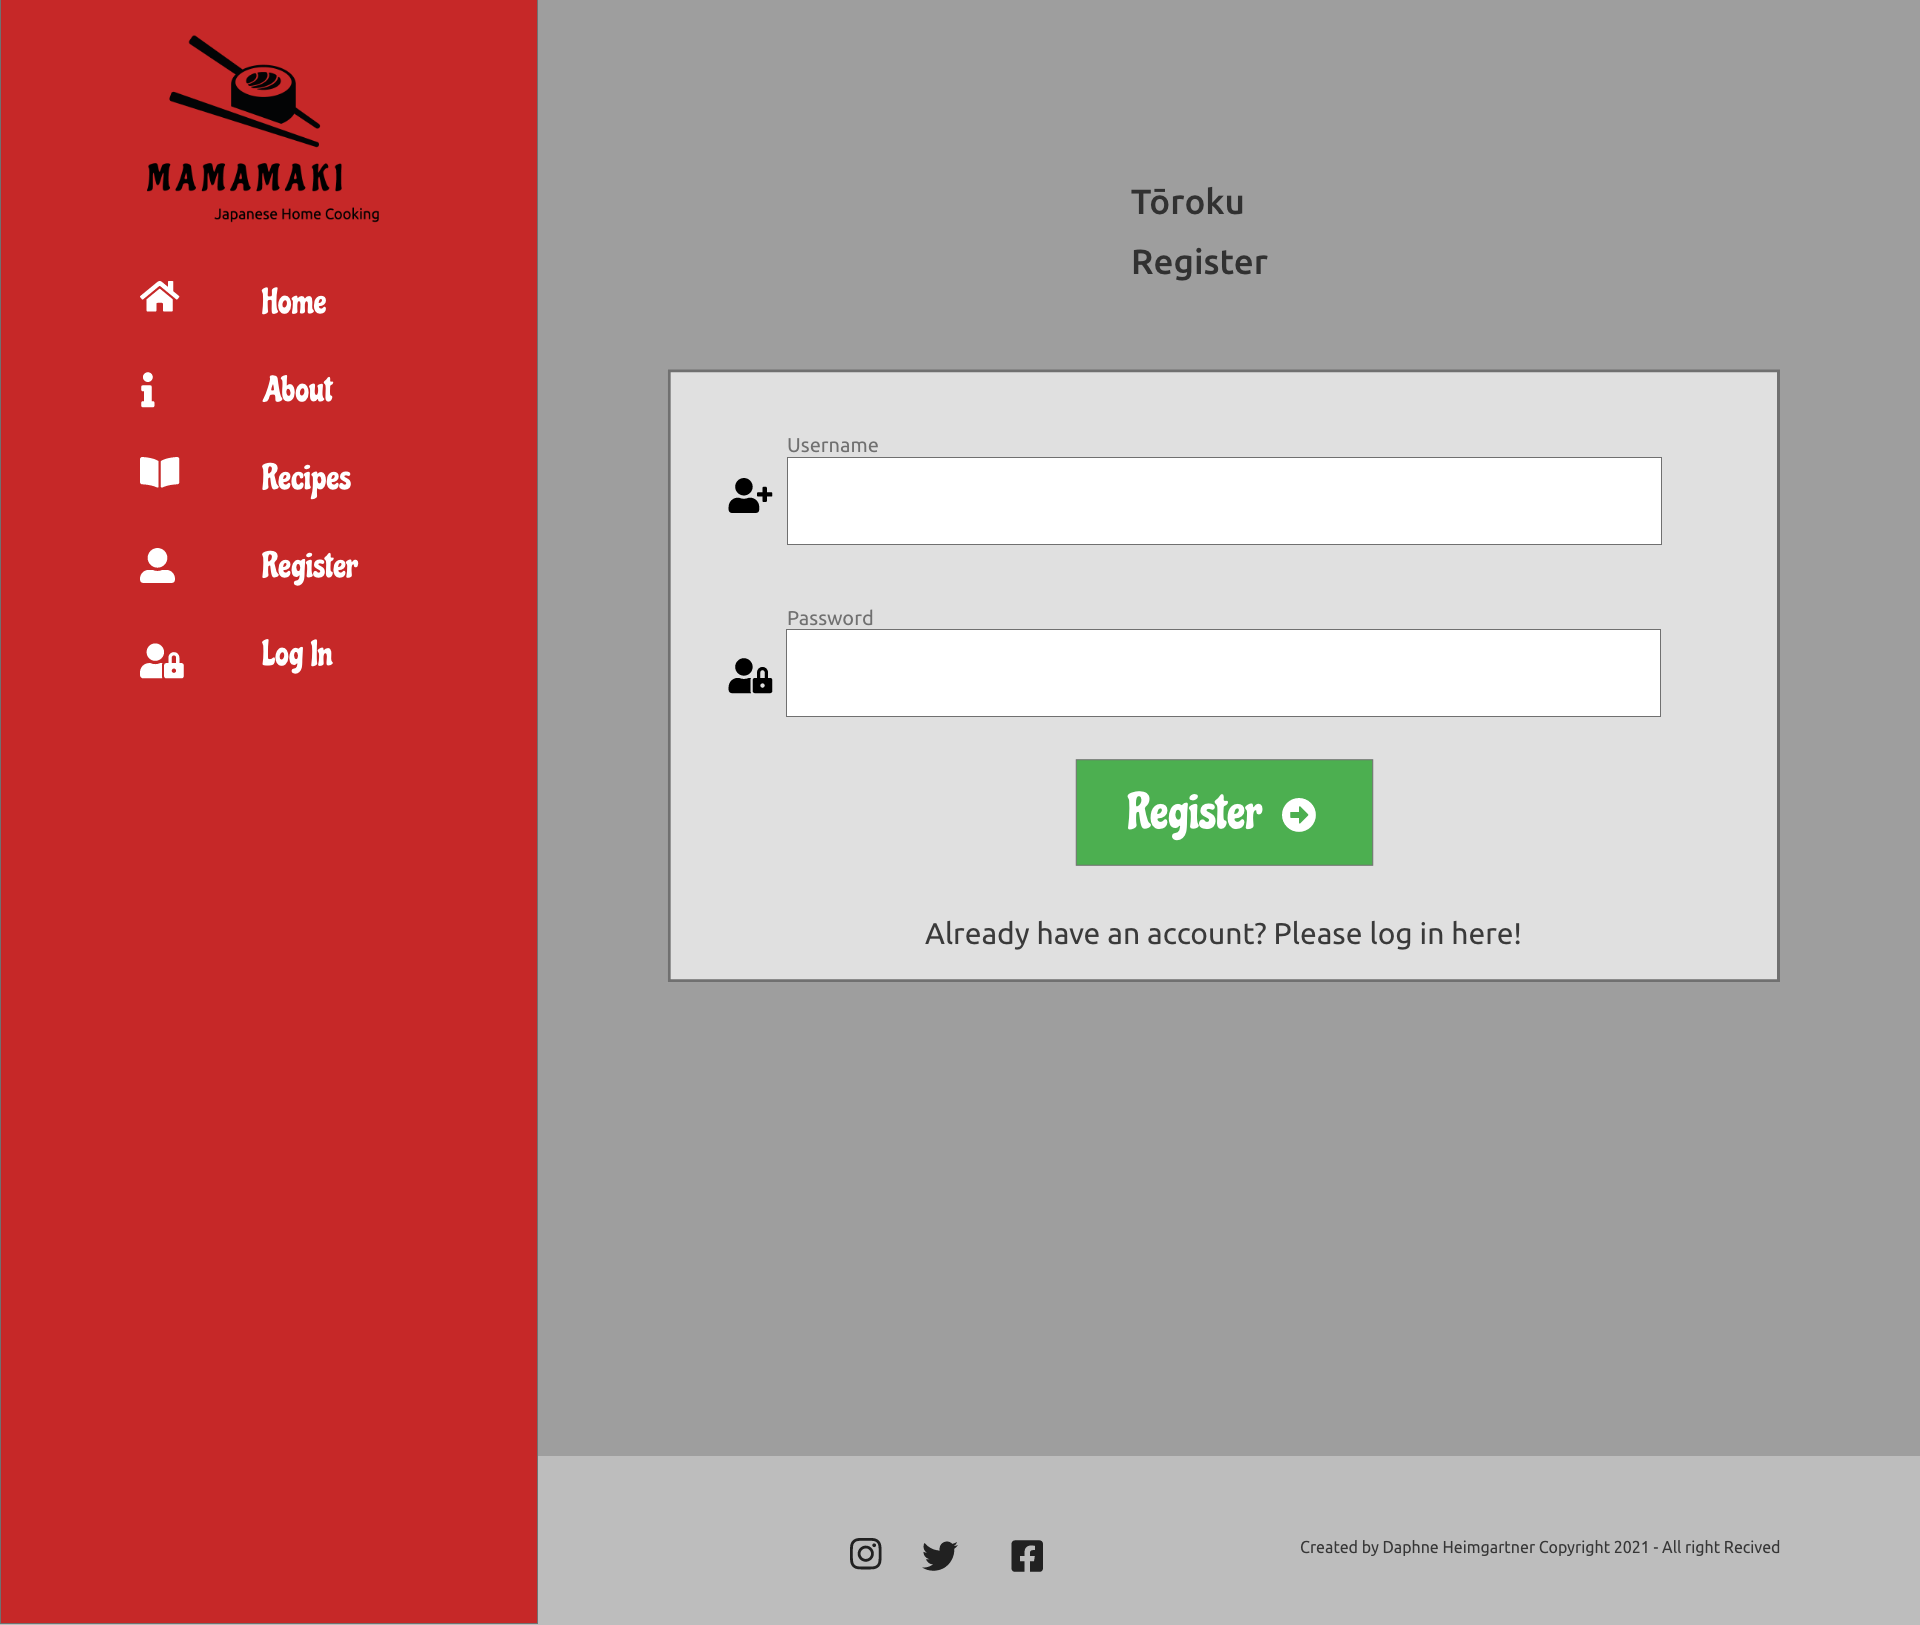 MAMAMAKI
Japanese Home Cooking
Home
About
Recipes
Register
Log In
Tōroku
Register
Username
Password
Register
Already have an account? Please log in here!
Created by Daphne Heimgartner Copyright 2021 - All right Recived